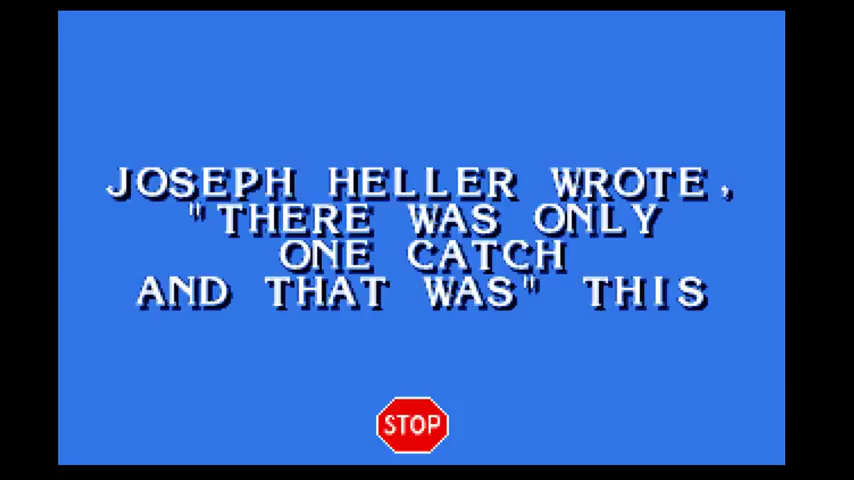 JOSEPH HELLER WROTE,
"THERE WAS ONLY
ONE CATCH
AND THAT WAS" THIS
STOP